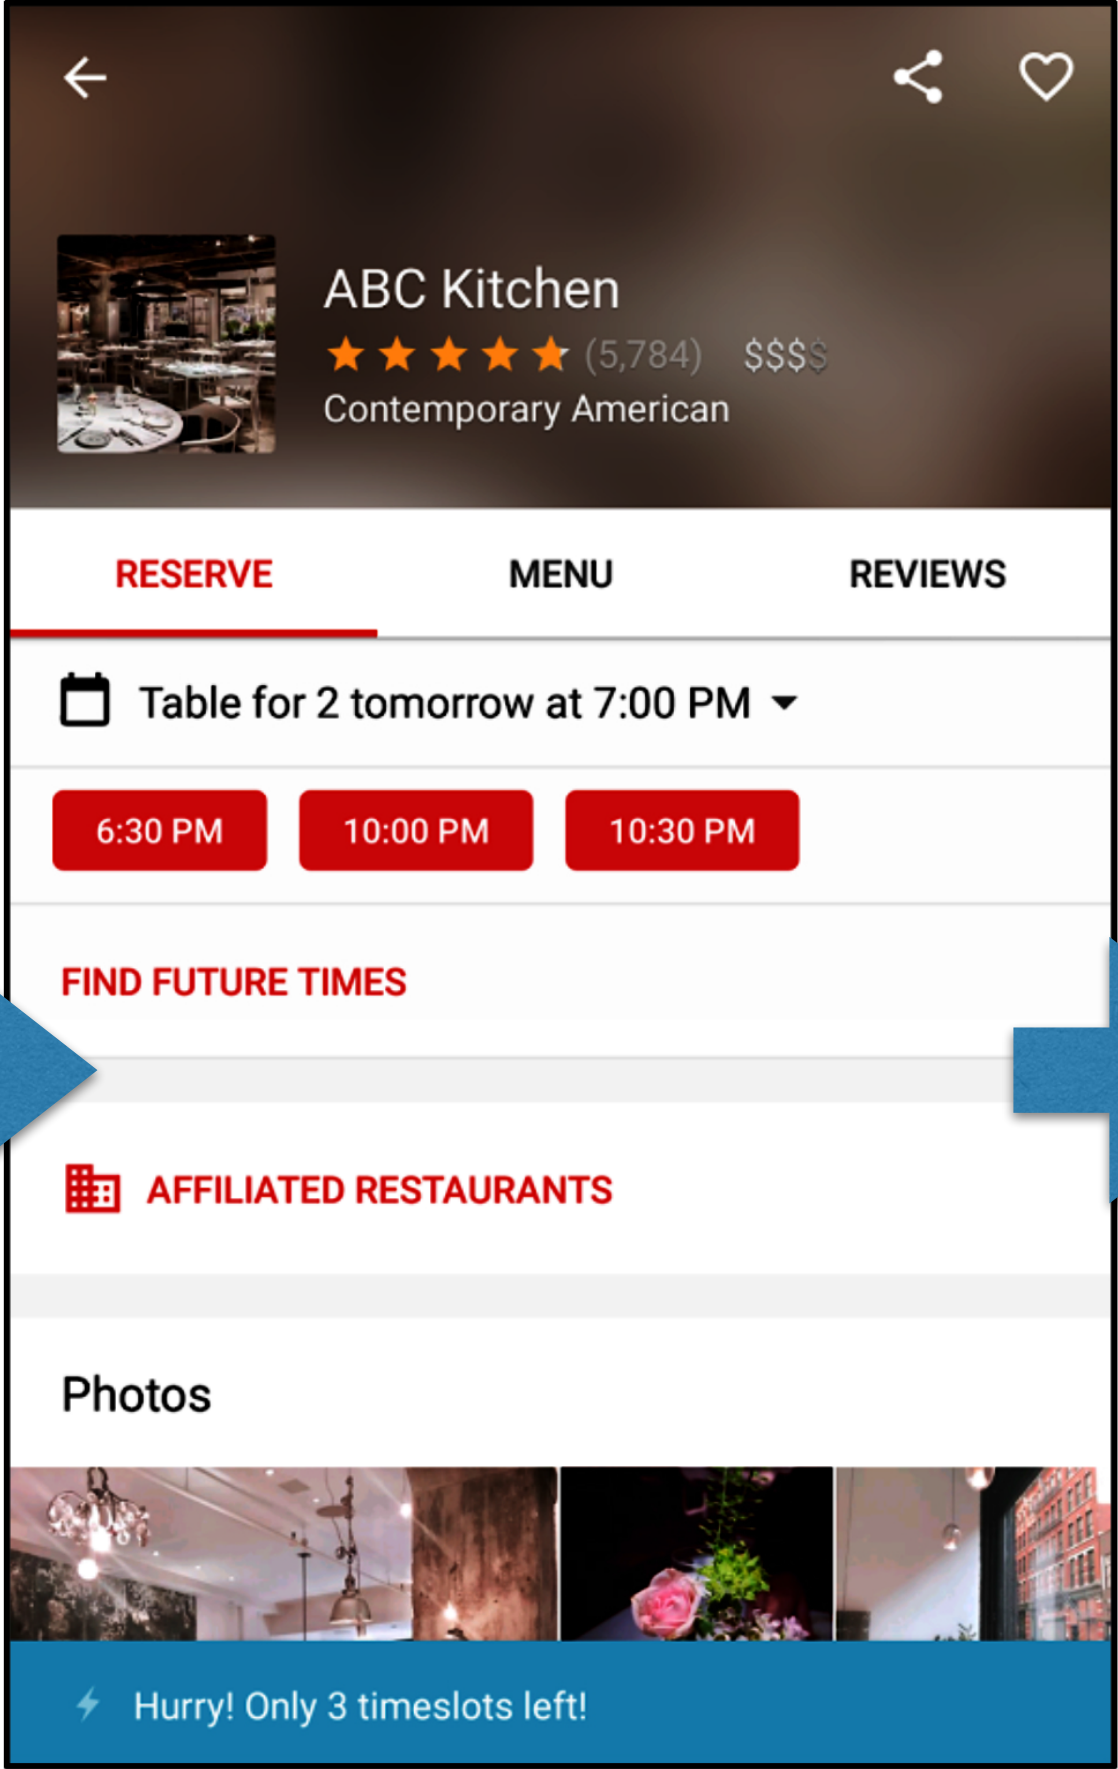 ABC Kitchen
(5,784) $$$$
Contemporary American
RESERVE MENU REVIEWS
Table for 2 tomorrow at 7:00 PM
6:30 PM 10:00 PM 10:30 PM
FIND FUTURE TIMES
AFFILIATED RESTAURANTS
Photos
Hurry! Only 3 timeslots left!